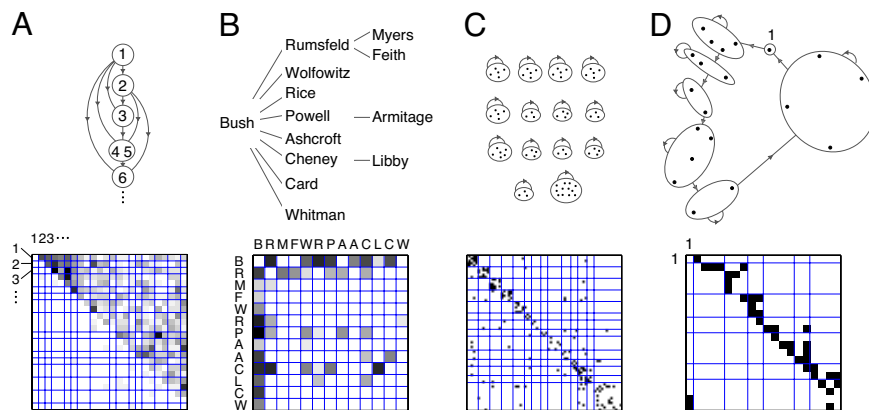 A B C D
1
2
3
4 5
6
⋮
Bush
Rumsfeld
Wolfowitz
Rice
Powell
Ashcroft
Cheney
Card
Whitman
Myers
Feith
Armitage
Libby
1
123⋯
1
2
3
⋮
B R M F W R P A A C L C W
B
R
M
F
W
R
P
A
A
C
L
C
W
1
1